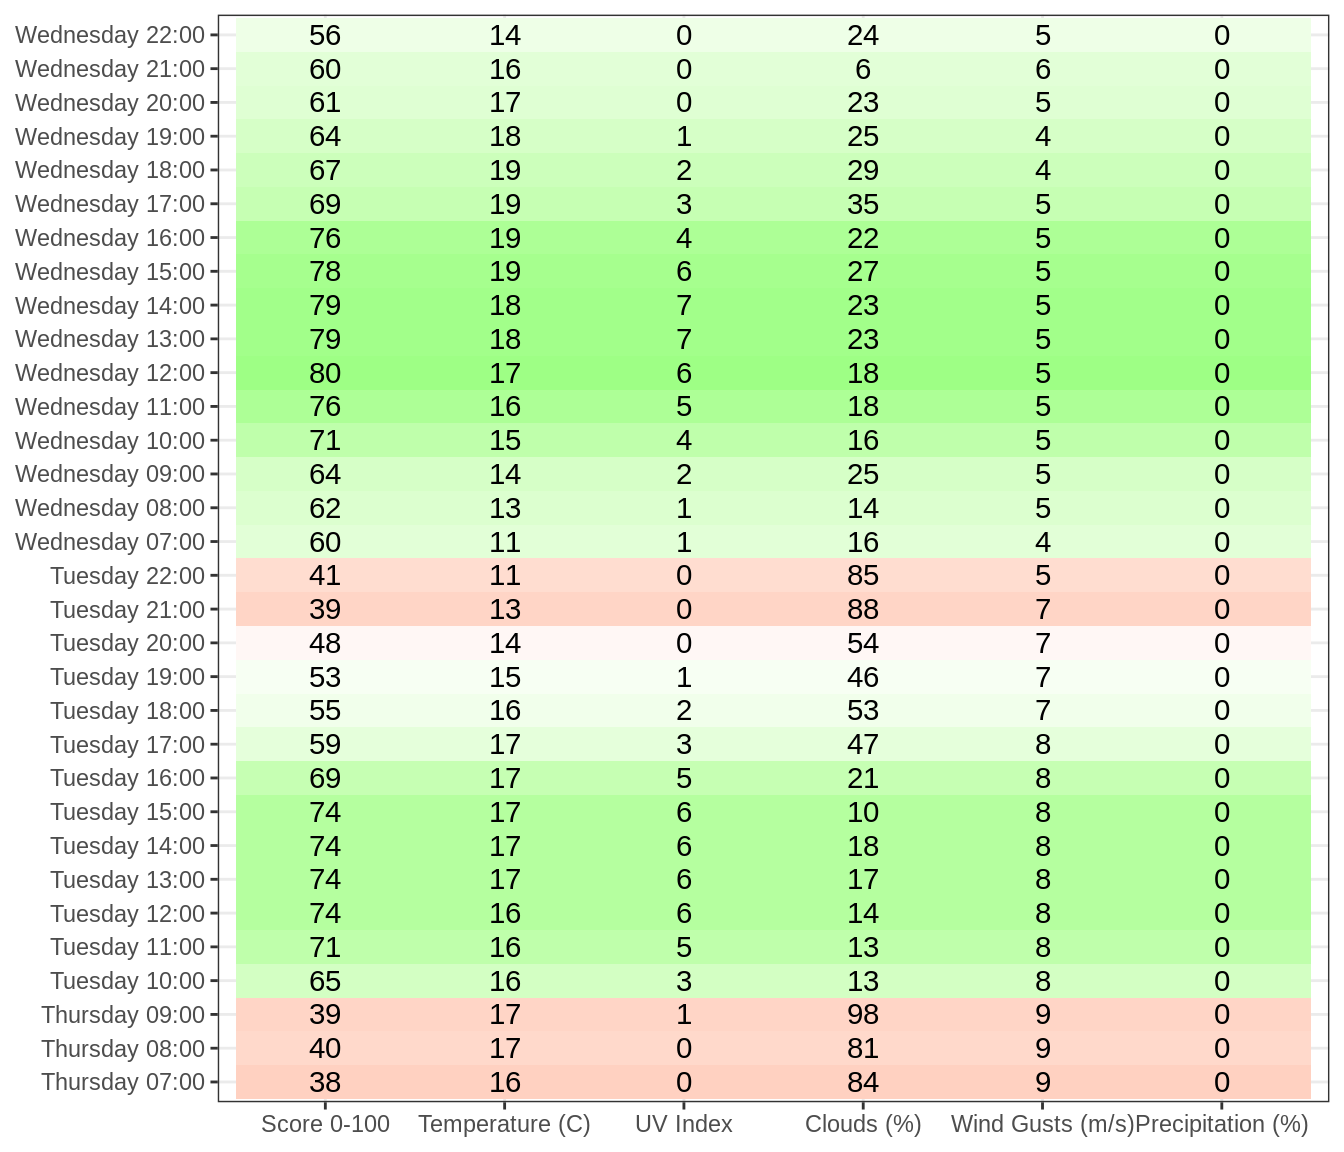 Wednesday 22:00 56 14 0 24 5 0
Wednesday 21:00 60 16 0 6 6 0
Wednesday 20:00 61 17 0 23 5 0
Wednesday 19:00 64 18 1 25 4 0
Wednesday 18:00 67 19 2 29 4 0
Wednesday 17:00 69 19 3 35 5 0
Wednesday 16:00 76 19 4 22 5 0
Wednesday 15:00 78 19 6 27 5 0
Wednesday 14:00 79 18 7 23 5 0
Wednesday 13:00 79 18 7 23 5 0
Wednesday 12:00 80 17 6 18 5 0
Wednesday 11:00 76 16 5 18 5 0
Wednesday 10:00 71 15 4 16 5 0
Wednesday 09:00 64 14 2 25 5 0
Wednesday 08:00 62 13 1 14 5 0
Wednesday 07:00 60 11 1 16 4 0
Tuesday 22:00 41 11 0 85 5 0
Tuesday 21:00 39 13 0 88 7 0
Tuesday 20:00 48 14 0 54 7 0
Tuesday 19:00 53 15 1 46 7 0
Tuesday 18:00 55 16 2 53 7 0
Tuesday 17:00 59 17 3 47 8 0
Tuesday 16:00 69 17 5 21 8 0
Tuesday 15:00 74 17 6 10 8 0
Tuesday 14:00 74 17 6 18 8 0
Tuesday 13:00 74 17 6 17 8 0
Tuesday 12:00 74 16 6 14 8 0
Tuesday 11:00 71 16 5 13 8 0
Tuesday 10:00 65 16 3 13 8 0
Thursday 09:00 39 17 1 98 9 0
Thursday 08:00 40 17 0 81 9 0
Thursday 07:00 38 16 0 84 9 0
Score 0-100 Temperature (C) UV Index Clouds (%) Wind Gusts (m/s) Precipitation (%)